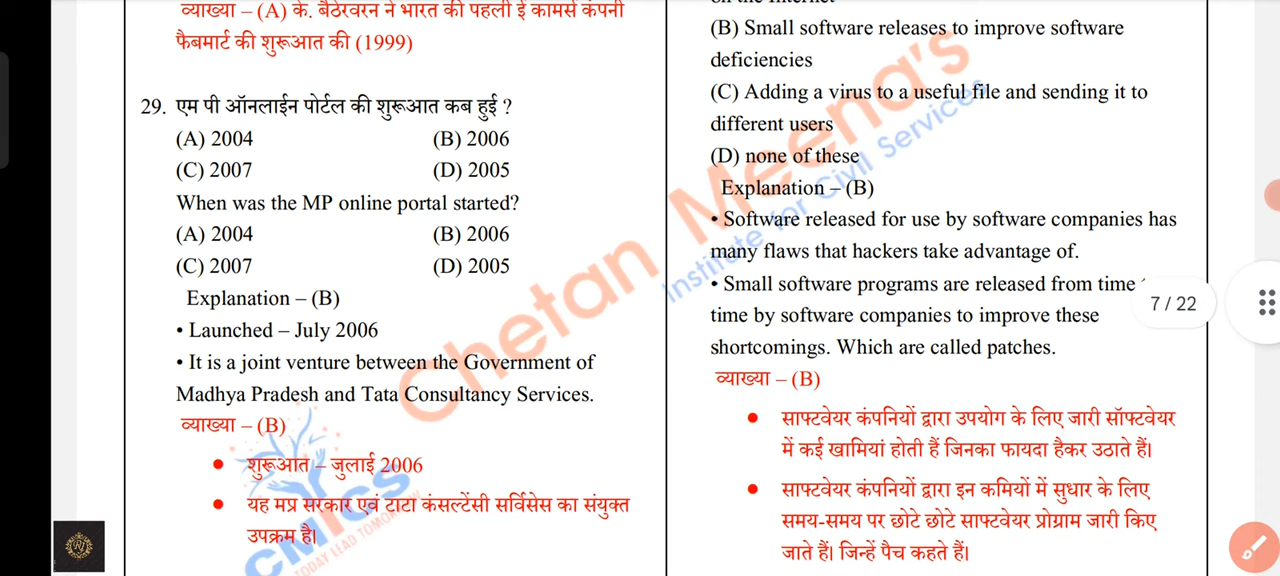 व्याख्या – (A) के. बैठेरवरन ने भारत की पहली ई कामर्स कंपनी
फैबमार्ट की शुरूआत की (1999)
29. एम पी ऑनलाईन पोर्टल की शुरूआत कब हुई ?
(A) 2004 (B) 2006
(C) 2007 (D) 2005
When was the MP online portal started?
(A) 2004 (B) 2006
(C) 2007 (D) 2005
Explanation – (B)
• Launched – July 2006
• It is a joint venture between the Government of
Madhya Pradesh and Tata Consultancy Services.
व्याख्या – (B)
• शुरूआत – जुलाई 2006
• यह मप्र सरकार एवं टाटा कंसल्टेंसी सर्विसेस का संयुक्त
उपक्रम है।
(B) Small software releases to improve software
deficiencies
(C) Adding a virus to a useful file and sending it to
different users
(D) none of these
Explanation – (B)
• Software released for use by software companies has
many flaws that hackers take advantage of.
• Small software programs are released from time
time by software companies to improve these
shortcomings. Which are called patches.
व्याख्या – (B)
• साफ्टवेयर कंपनियों द्वारा उपयोग के लिए जारी सॉफ्टवेयर
में कई खामियां होती हैं जिनका फायदा हैकर उठाते हैं।
• साफ्टवेयर कंपनियों द्वारा इन कमियों में सुधार के लिए
समय-समय पर छोटे छोटे साफ्टवेयर प्रोग्राम जारी किए
जाते हैं। जिन्हें पैच कहते हैं।
7 / 22
Chetan Meena's
Institute for Civil Services
CMICS
TODAY LEAD TOMO